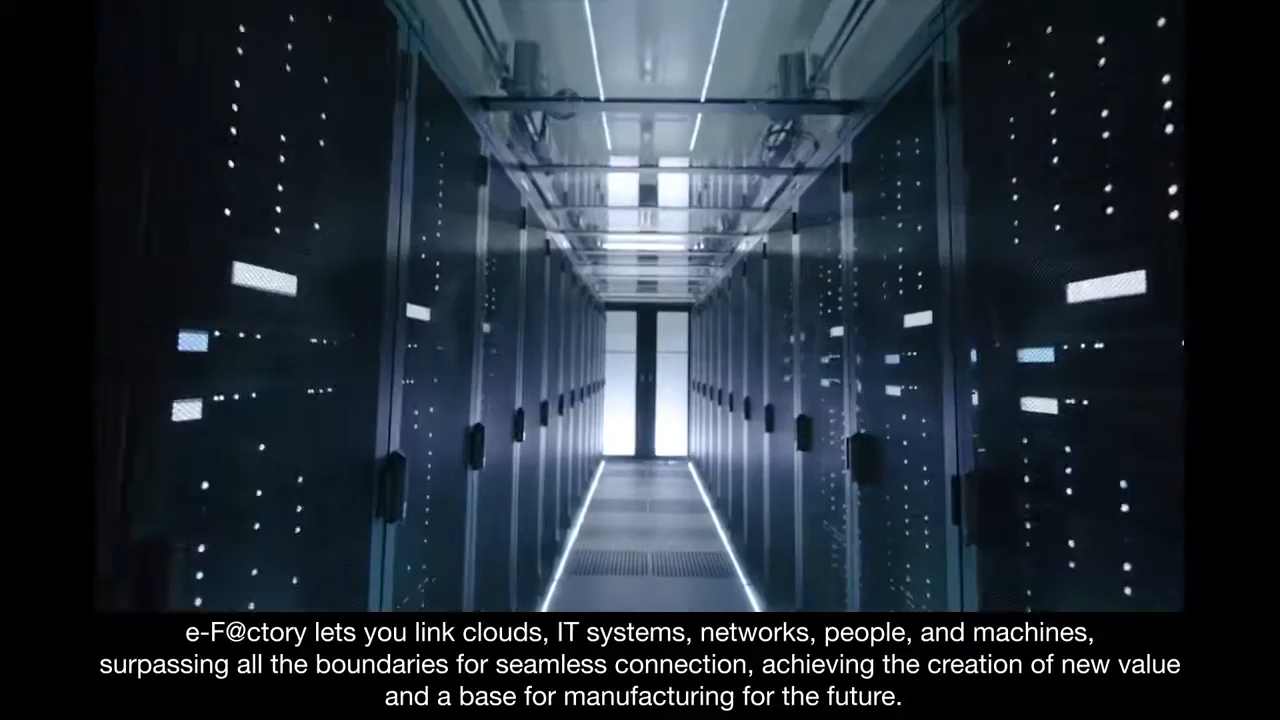 e-F@ctory lets you link clouds, IT systems, networks, people, and machines,
surpassing all the boundaries for seamless connection, achieving the creation of new value
and a base for manufacturing for the future.